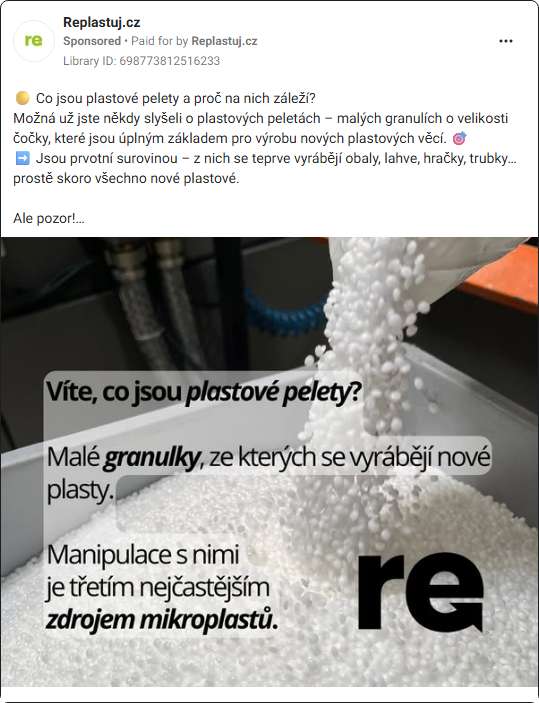 re
Replastuj.cz
Sponsored • Paid for by Replastuj.cz
Library ID: 698773812516233
🟡 Co jsou plastové pelety a proč na nich záleží?
Možná už jste někdy slyšeli o plastových peletách – malých granulích o velikosti
čočky, které jsou úplným základem pro výrobu nových plastových věcí. 🎯
➡️ Jsou prvotní surovinou – z nich se teprve vyrábějí obaly, lahve, hračky, trubky…
prostě skoro všechno nové plastové.
Ale pozor!…
Víte, co jsou plastové pelety?
Malé granulky, ze kterých se vyrábějí nové
plasty.
Manipulace s nimi
je třetím nejčastějším
zdrojem mikroplastů.
re